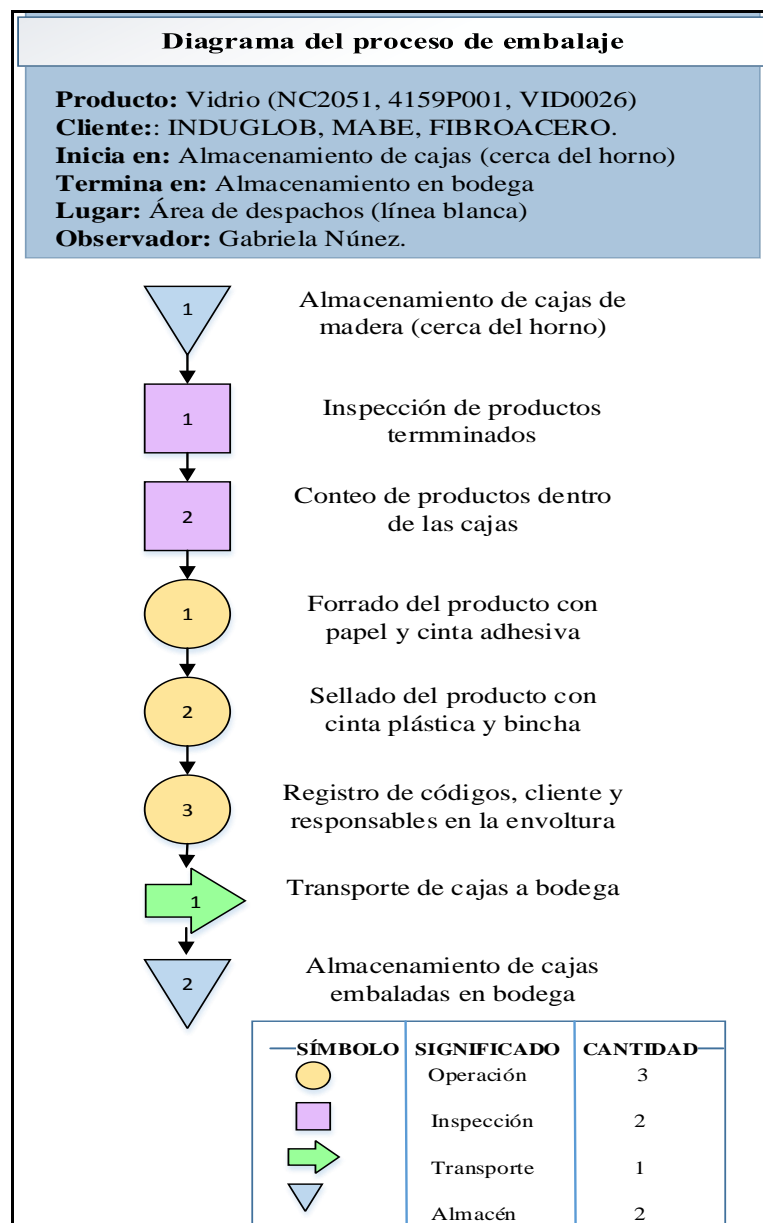 Diagrama del proceso de embalaje
Producto: Vidrio (NC2051, 4159P001, VID0026)
Cliente:: INDUGLOB, MABE, FIBROACERO.
Inicia en: Almacenamiento de cajas (cerca del horno)
Termina en: Almacenamiento en bodega
Lugar: Área de despachos (línea blanca)
Observador: Gabriela Núnez.
1
Almacenamiento de cajas de
madera (cerca del horno)
1
Inspección de productos
termminados
2
Conteo de productos dentro
de las cajas
1
Forrado del producto con
papel y cinta adhesiva
2
Sellado del producto con
cinta plástica y bincha
3
Registro de códigos, cliente y
responsables en la envoltura
1
Transporte de cajas a bodega
2
Almacenamiento de cajas
embaladas en bodega
SÍMBOLO SIGNIFICADO CANTIDAD
Operación 3
Inspección 2
Transporte 1
Almacén 2